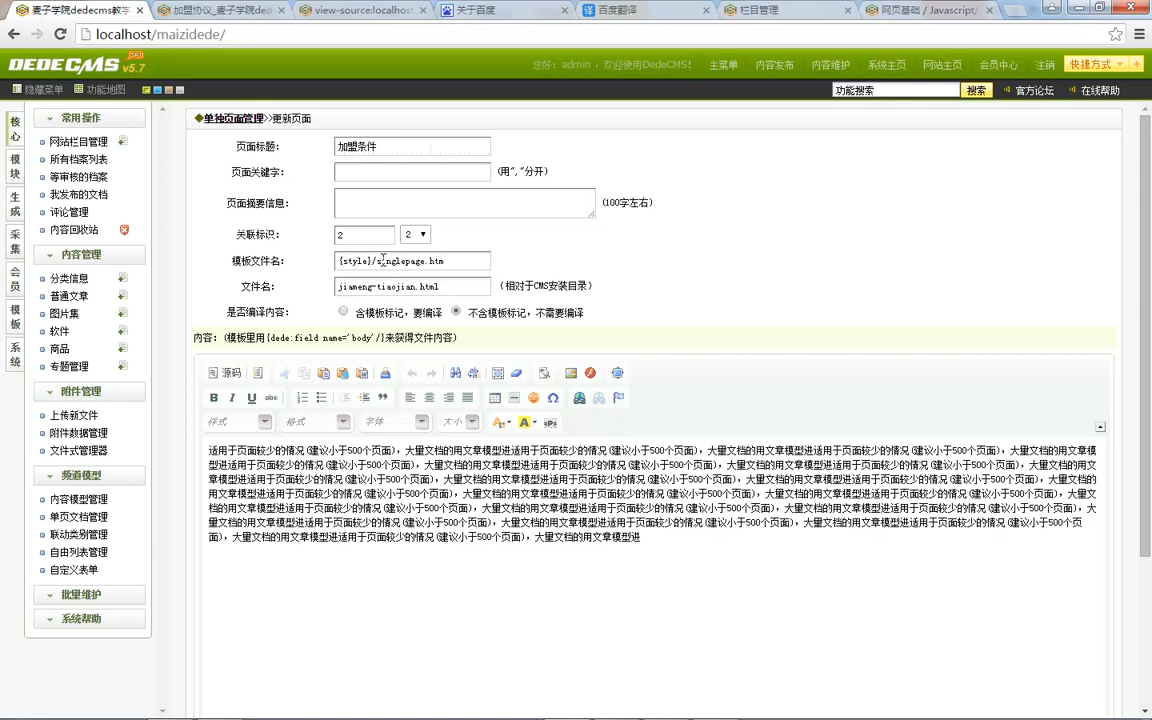 麦子学院dedecms教学
加盟协议_麦子学院ded
view-source:localhost
关于百度
百度翻译
栏目管理
网页基础 / Javascript/
localhost/maizidede/
DEDECMS v5.7
您好: admin , 欢迎使用DedeCMS!
主菜单
内容发布
内容维护
系统主页
网站主页
会员中心
注销
快捷方式
隐藏菜单
功能地图
功能搜索
搜索
官方论坛
在线帮助
核心
模块
生成
采集
会员
模板
系统
常用操作
网站栏目管理
所有档案列表
等审核的档案
我发布的文档
评论管理
内容回收站
内容管理
分类信息
普通文章
图片集
软件
商品
专题管理
附件管理
上传新文件
附件数据管理
文件式管理器
频道模型
内容模型管理
单页文档管理
联动类别管理
自由列表管理
自定义表单
批量维护
系统帮助
单独页面管理>>更新页面
页面标题: 加盟条件
页面关键字: (用","分开)
页面摘要信息: (100字左右)
关联标识: 2 2
模板文件名: {style}/singlepage.htm
文件名: jiameng-tiaojian.html (相对于CMS安装目录)
是否编译内容: 含模板标记,要编译 不含模板标记,不需要编译
内容:(模板里用{dede:field name='body'/}来获得文件内容)
源码
样式 格式 字体 大小
适用于页面较少的情况(建议小于500个页面),大量文档的用文章模型进适用于页面较少的情况(建议小于500个页面),大量文档的用文章模型进适用于页面较少的情况(建议小于500个页面),大量文档的用文章模
型进适用于页面较少的情况(建议小于500个页面),大量文档的用文章模型进适用于页面较少的情况(建议小于500个页面),大量文档的用文章模型进适用于页面较少的情况(建议小于500个页面),大量文档的用文
章模型进适用于页面较少的情况(建议小于500个页面),大量文档的用文章模型进适用于页面较少的情况(建议小于500个页面),大量文档的用文章模型进适用于页面较少的情况(建议小于500个页面),大量文档的
用文章模型进适用于页面较少的情况(建议小于500个页面),大量文档的用文章模型进适用于页面较少的情况(建议小于500个页面),大量文档的用文章模型进适用于页面较少的情况(建议小于500个页面),大量文
档的用文章模型进适用于页面较少的情况(建议小于500个页面),大量文档的用文章模型进适用于页面较少的情况(建议小于500个页面),大量文档的用文章模型进适用于页面较少的情况(建议小于500个页面),大
量文档的用文章模型进适用于页面较少的情况(建议小于500个页面),大量文档的用文章模型进适用于页面较少的情况(建议小于500个页面),大量文档的用文章模型进适用于页面较少的情况(建议小于500个页
面),大量文档的用文章模型进适用于页面较少的情况(建议小于500个页面),大量文档的用文章模型进